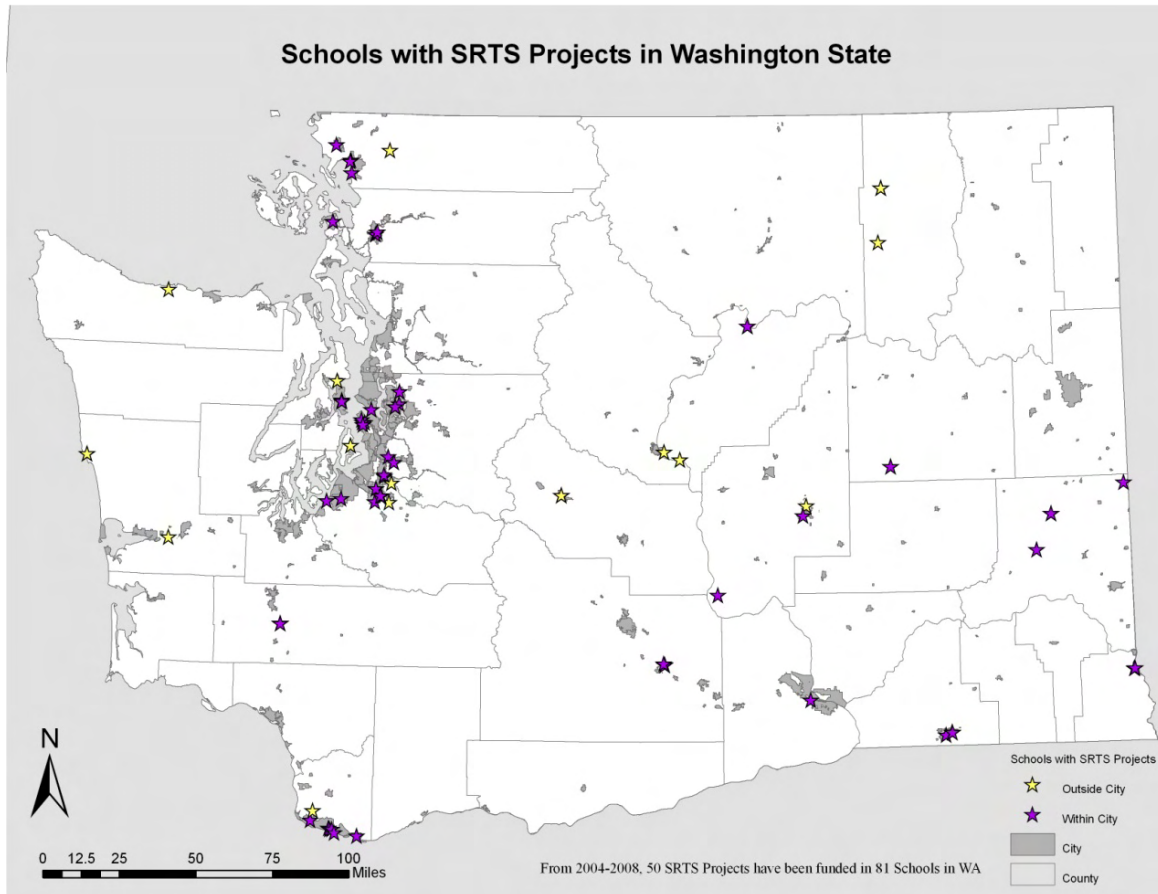 Schools with SRTS Projects in Washington State
N
0 12.5 25 50 75 100
Miles
From 2004-2008, 50 SRTS Projects have been funded in 81 Schools in WA
Schools with SRTS Projects
Outside City
Within City
City
County